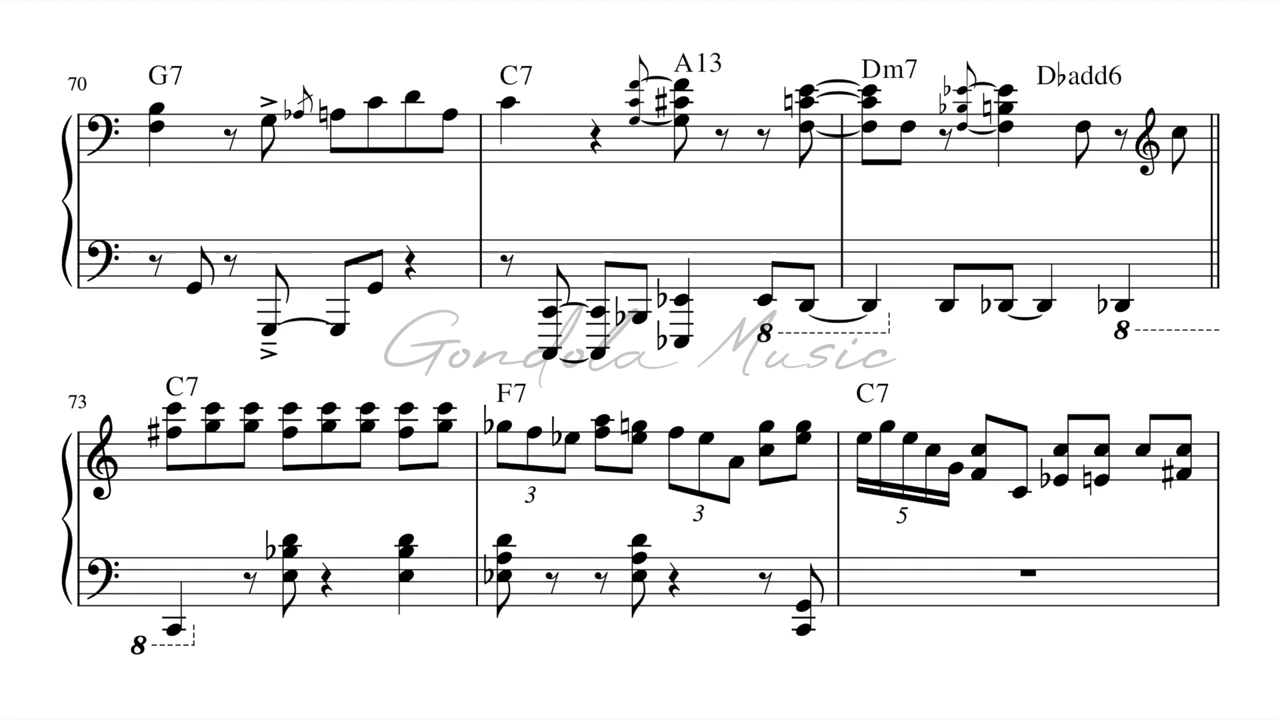 70 G7 C7 A13 Dm7 D♭add6
8 8
Gondola Music
73 C7 F7 C7
3 3 5
8